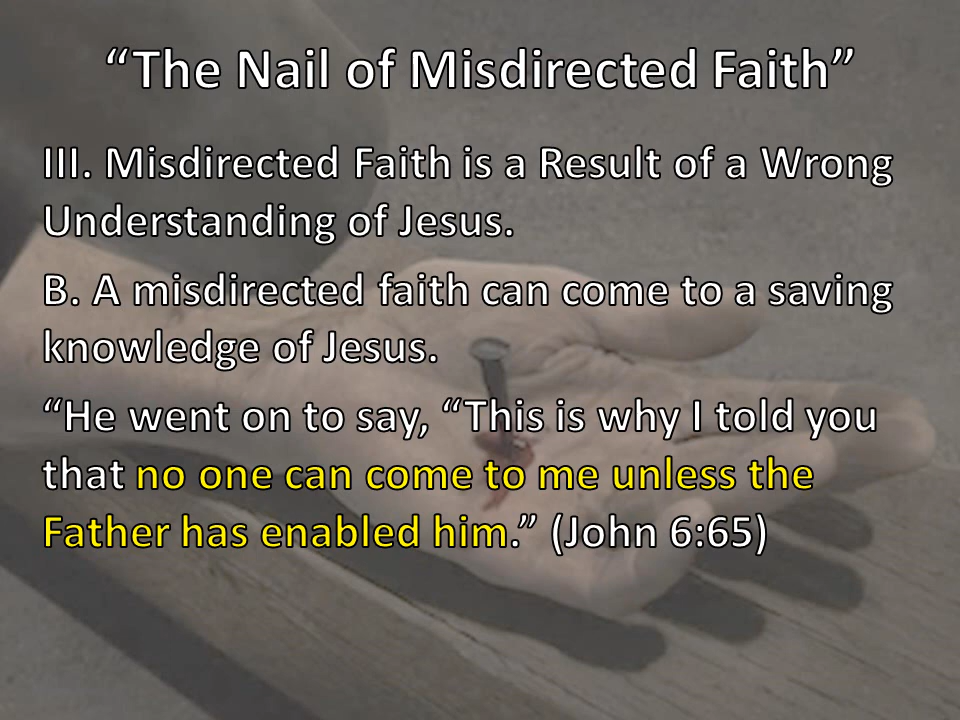 “The Nail of Misdirected Faith”
III. Misdirected Faith is a Result of a Wrong
Understanding of Jesus.
B. A misdirected faith can come to a saving
knowledge of Jesus.
“He went on to say, “This is why I told you
that no one can come to me unless the
Father has enabled him.” (John 6:65)